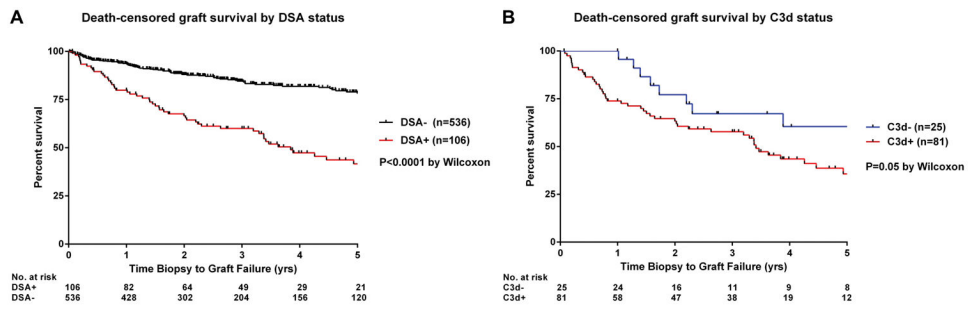 A
Death-censored graft survival by DSA status
Percent survival
100
75
50
25
0
0 1 2 3 4 5
Time Biopsy to Graft Failure (yrs)
DSA- (n=536)
DSA+ (n=106)
P<0.0001 by Wilcoxon
No. at risk
DSA+ 106 82 64 49 29 21
DSA- 536 428 302 204 156 120
B
Death-censored graft survival by C3d status
Percent survival
100
75
50
25
0
0 1 2 3 4 5
Time Biopsy to Graft Failure (yrs)
C3d- (n=25)
C3d+ (n=81)
P=0.05 by Wilcoxon
No. at risk
C3d- 25 24 16 11 9 8
C3d+ 81 58 47 38 19 12